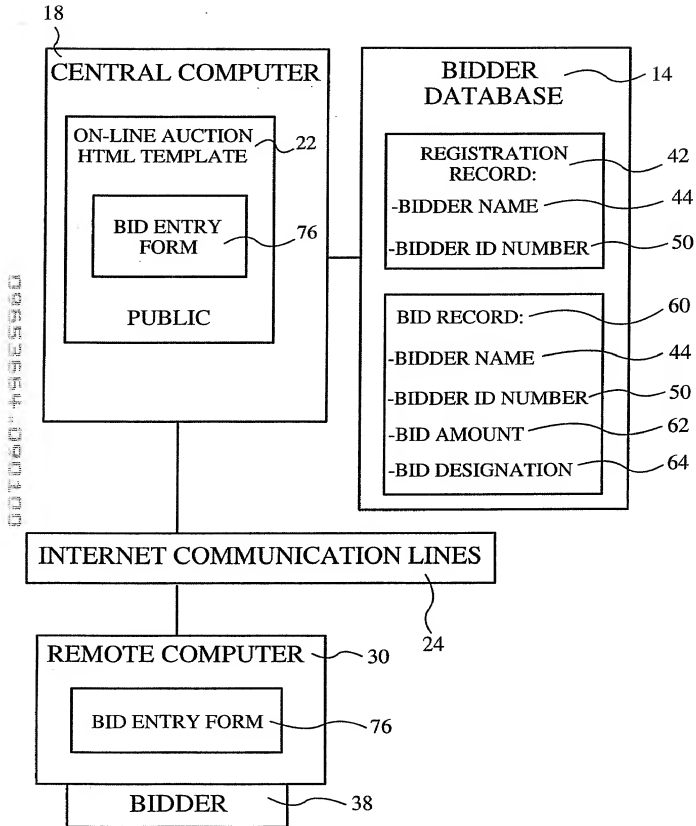 18
CENTRAL COMPUTER
ON-LINE AUCTION
HTML TEMPLATE
22
BID ENTRY
FORM
76
PUBLIC
BIDDER
DATABASE
14
REGISTRATION
RECORD:
42
-BIDDER NAME
44
-BIDDER ID NUMBER
50
BID RECORD:
60
-BIDDER NAME
44
-BIDDER ID NUMBER
50
-BID AMOUNT
62
-BID DESIGNATION
64
INTERNET COMMUNICATION LINES
24
REMOTE COMPUTER
30
BID ENTRY FORM
76
BIDDER
38